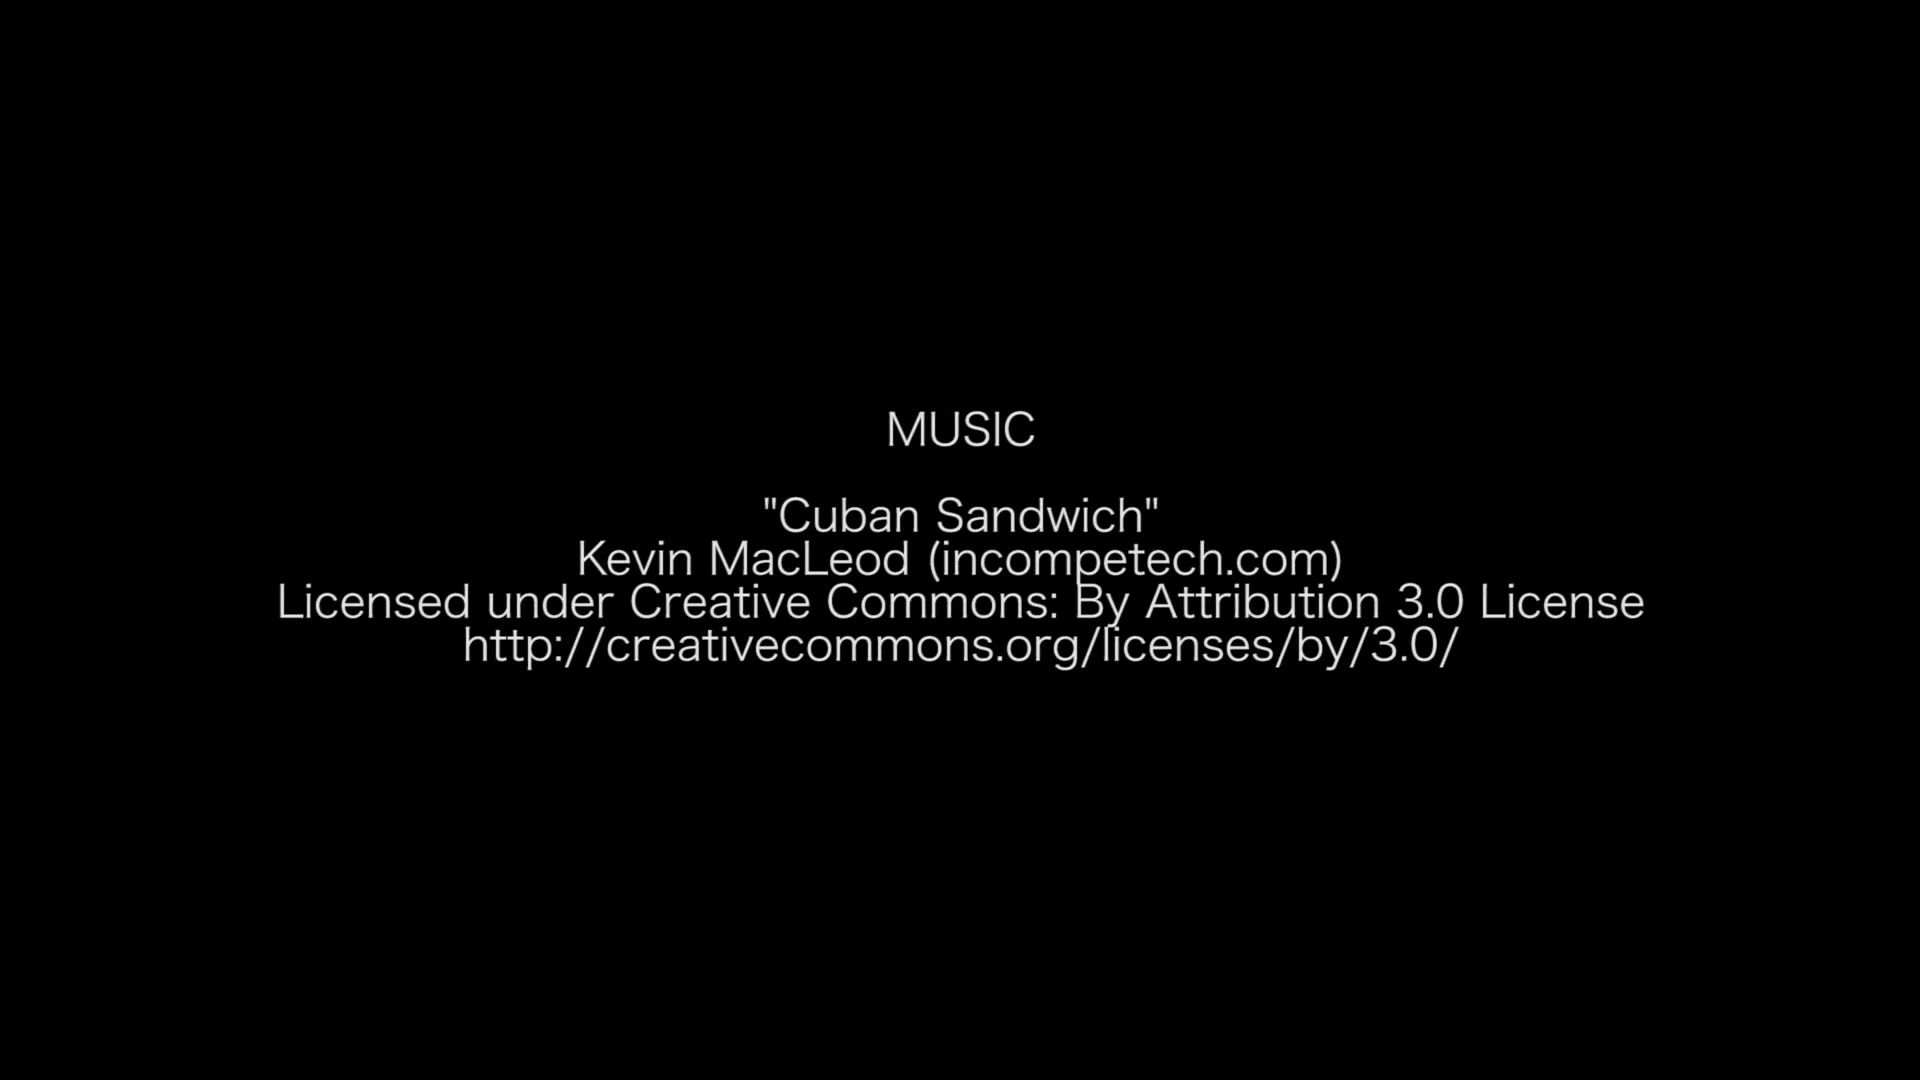 MUSIC
"Cuban Sandwich"
Kevin MacLeod (incompetech.com)
Licensed under Creative Commons: By Attribution 3.0 License
http://creativecommons.org/licenses/by/3.0/